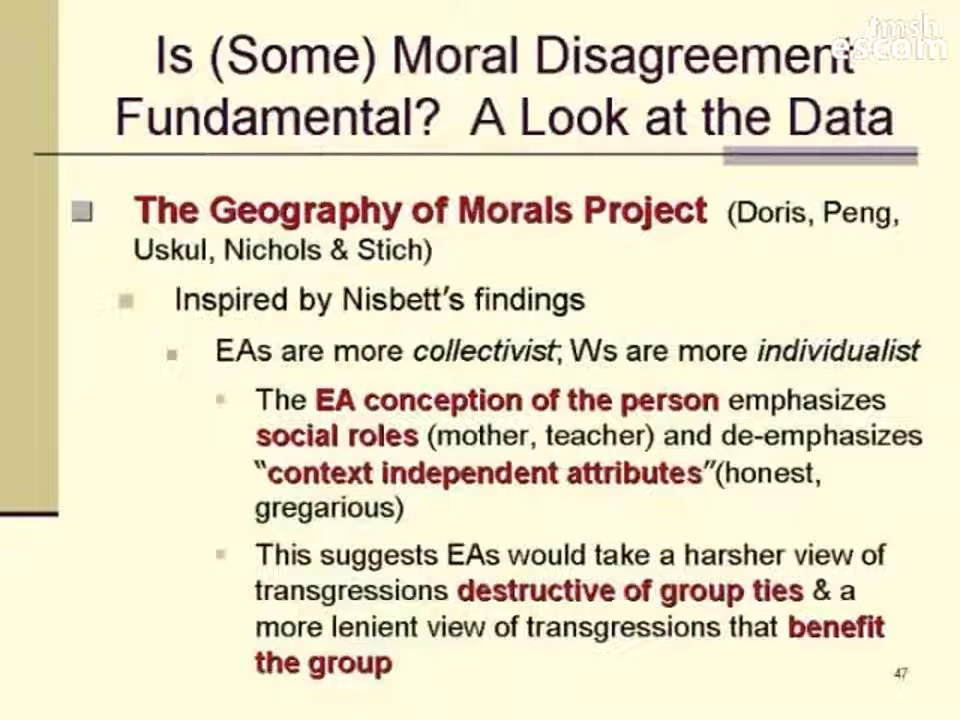 tmsh
escom
Is (Some) Moral Disagreement
Fundamental? A Look at the Data
The Geography of Morals Project (Doris, Peng,
Uskul, Nichols & Stich)
Inspired by Nisbett's findings
EAs are more collectivist; Ws are more individualist
The EA conception of the person emphasizes
social roles (mother, teacher) and de-emphasizes
"context independent attributes"(honest,
gregarious)
This suggests EAs would take a harsher view of
transgressions destructive of group ties & a
more lenient view of transgressions that benefit
the group
47